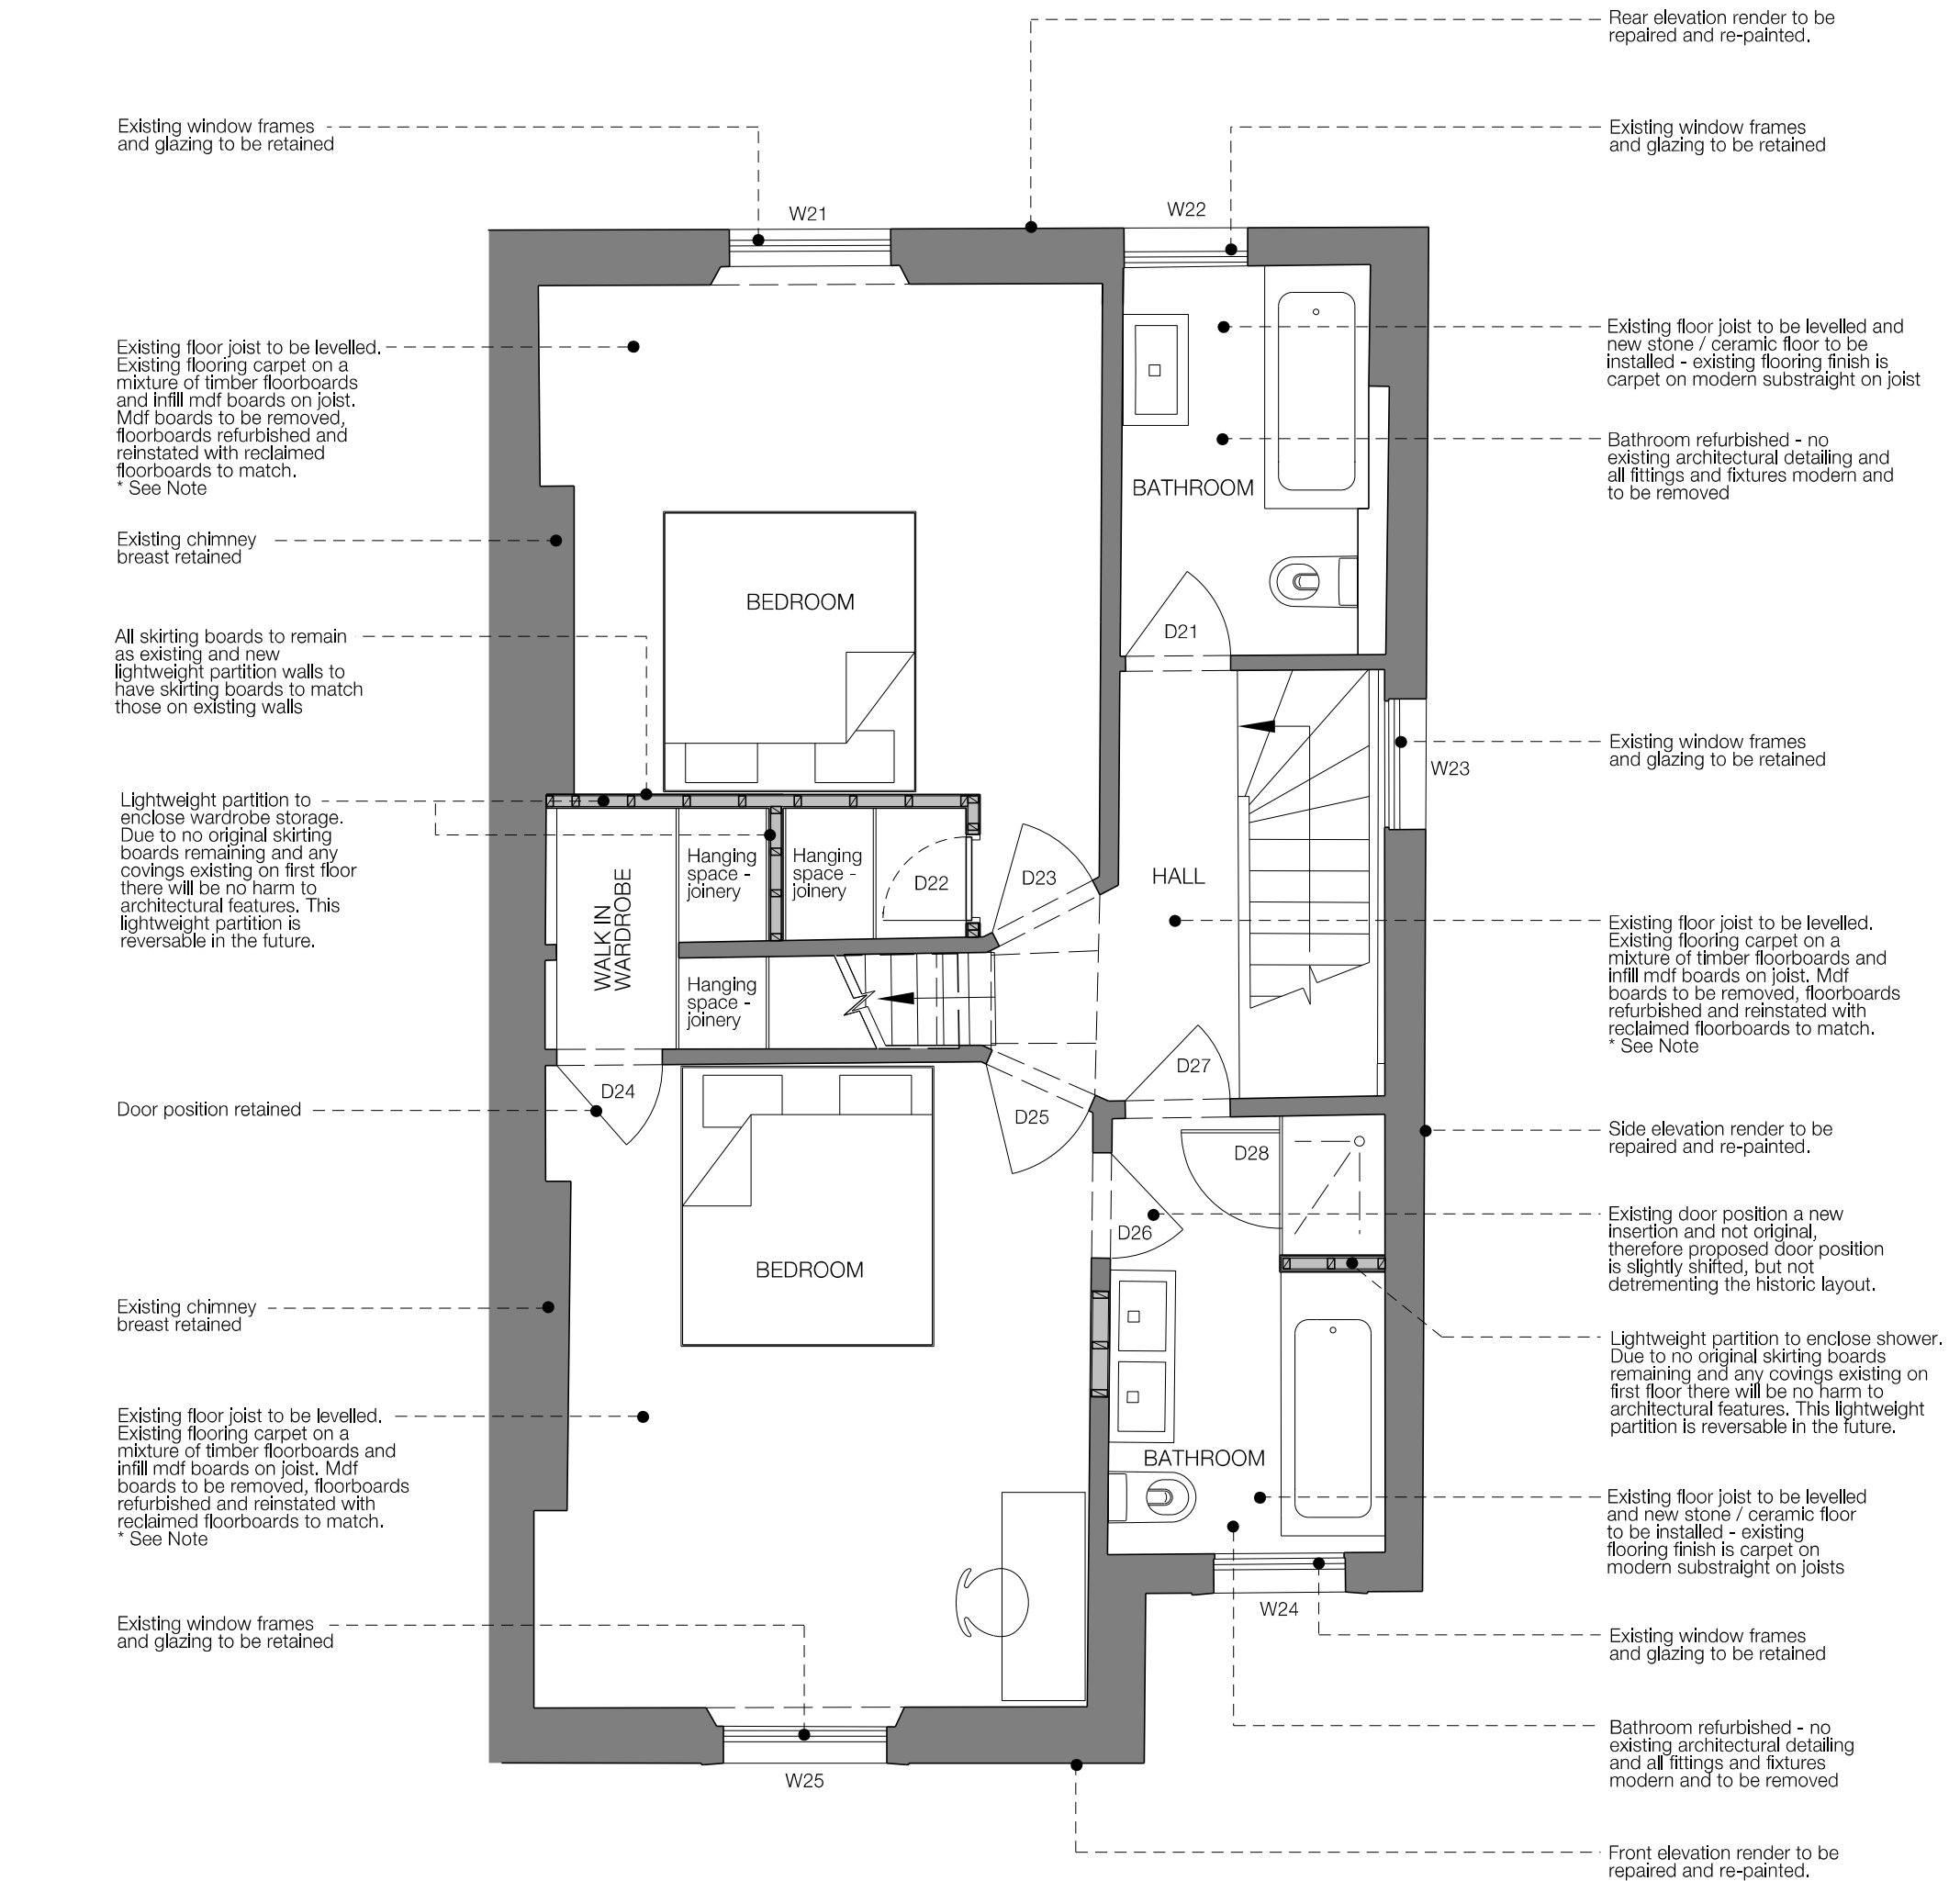 Rear elevation render to be
repaired and re-painted.
Existing window frames
and glazing to be retained
Existing window frames
and glazing to be retained
W21
W22
Existing floor joist to be levelled.
Existing flooring carpet on a
mixture of timber floorboards
and infill mdf boards on joist.
Mdf boards to be removed,
floorboards refurbished and
reinstated with reclaimed
floorboards to match.
* See Note
Existing floor joist to be levelled and
new stone / ceramic floor to be
installed - existing flooring finish is
carpet on modern substraight on joist
Bathroom refurbished - no
existing architectural detailing and
all fittings and fixtures modern and
to be removed
BATHROOM
Existing chimney
breast retained
BEDROOM
D21
All skirting boards to remain
as existing and new
lightweight partition walls to
have skirting boards to match
those on existing walls
Existing window frames
and glazing to be retained
W23
Lightweight partition to
enclose wardrobe storage.
Due to no original skirting
boards remaining and any
covings existing on first floor
there will be no harm to
architectural features. This
lightweight partition is
reversable in the future.
Hanging
space -
joinery
Hanging
space -
joinery
D22
D23
HALL
WALK IN
WARDROBE
Existing floor joist to be levelled.
Existing flooring carpet on a
mixture of timber floorboards and
infill mdf boards on joist. Mdf
boards to be removed, floorboards
refurbished and reinstated with
reclaimed floorboards to match.
* See Note
Hanging
space -
joinery
D27
D24
D25
Door position retained
Side elevation render to be
repaired and re-painted.
D28
D26
Existing door position a new
insertion and not original,
therefore proposed door position
is slightly shifted, but not
detrementing the historic layout.
BEDROOM
Existing chimney
breast retained
Lightweight partition to enclose shower.
Due to no original skirting boards
remaining and any covings existing on
first floor there will be no harm to
architectural features. This lightweight
partition is reversable in the future.
Existing floor joist to be levelled.
Existing flooring carpet on a
mixture of timber floorboards and
infill mdf boards on joist. Mdf
boards to be removed, floorboards
refurbished and reinstated with
reclaimed floorboards to match.
* See Note
BATHROOM
Existing floor joist to be levelled
and new stone / ceramic floor
to be installed - existing
flooring finish is carpet on
modern substraight on joists
W24
Existing window frames
and glazing to be retained
Existing window frames
and glazing to be retained
Bathroom refurbished - no
existing architectural detailing
and all fittings and fixtures
modern and to be removed
W25
Front elevation render to be
repaired and re-painted.